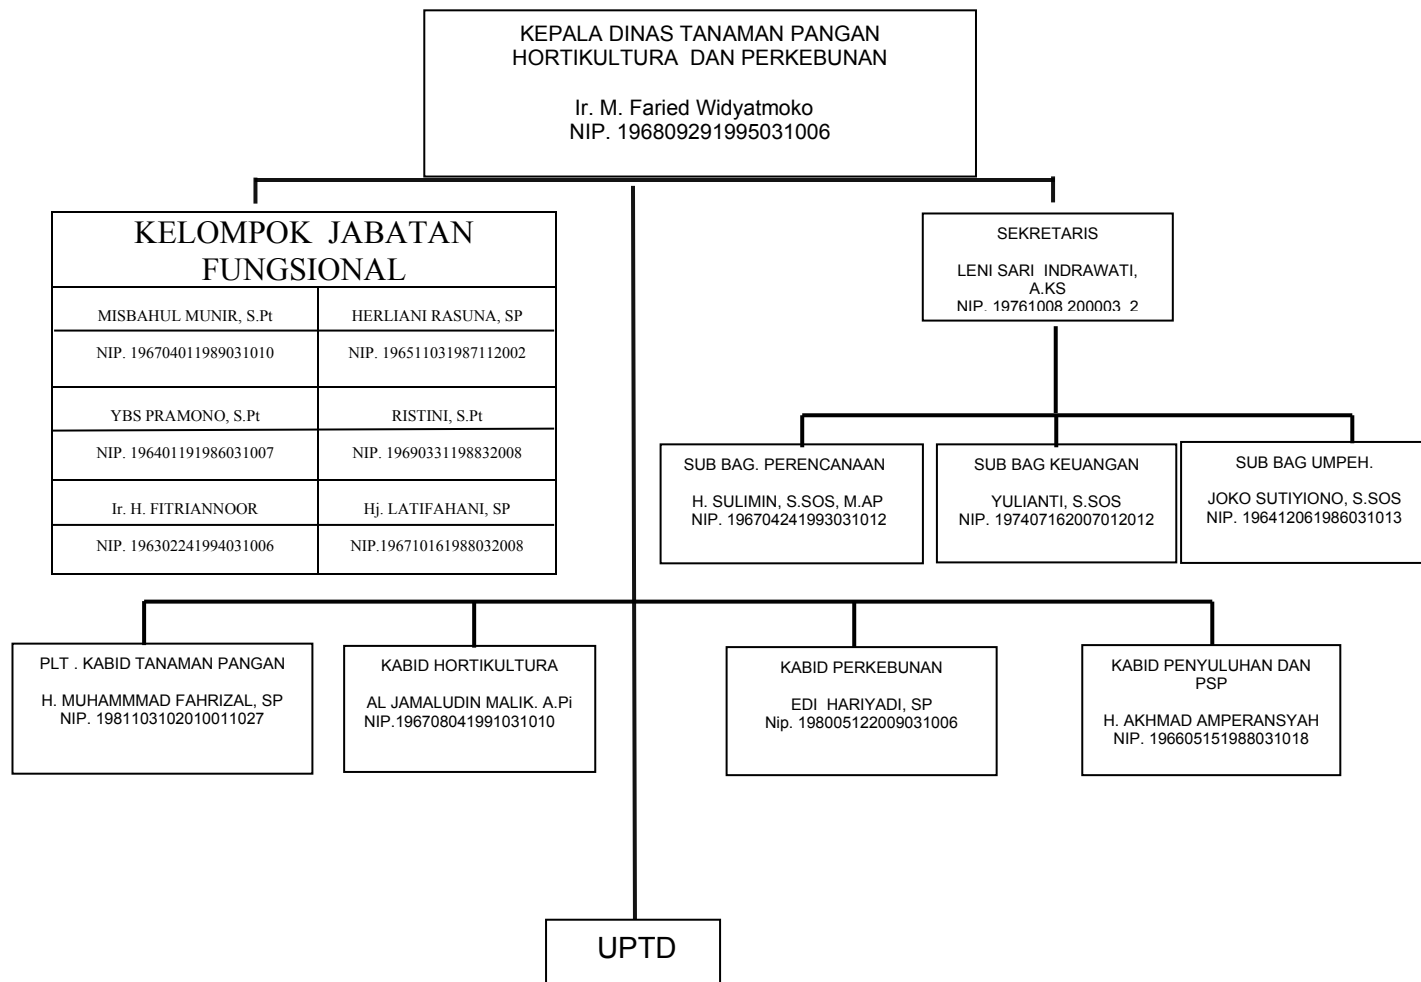 KEPALA DINAS TANAMAN PANGAN
HORTIKULTURA DAN PERKEBUNAN
Ir. M. Faried Widyatmoko
NIP. 196809291995031006
KELOMPOK JABATAN
FUNGSIONAL
MISBAHUL MUNIR, S.Pt
HERLIANI RASUNA, SP
NIP. 196704011989031010
NIP. 196511031987112002
YBS PRAMONO, S.Pt
RISTINI, S.Pt
NIP. 196401191986031007
NIP. 19690331198832008
Ir. H. FITRIANNOOR
Hj. LATIFAHANI, SP
NIP. 196302241994031006
NIP.196710161988032008
SEKRETARIS
LENI SARI INDRAWATI,
A.KS
NIP. 19761008 200003 2
SUB BAG. PERENCANAAN
H. SULIMIN, S.SOS, M.AP
NIP. 196704241993031012
SUB BAG KEUANGAN
YULIANTI, S.SOS
NIP. 197407162007012012
SUB BAG UMPEH.
JOKO SUTIYIONO, S.SOS
NIP. 196412061986031013
PLT . KABID TANAMAN PANGAN
H. MUHAMMMAD FAHRIZAL, SP
NIP. 1981103102010011027
KABID HORTIKULTURA
AL JAMALUDIN MALIK. A.Pi
NIP.196708041991031010
KABID PERKEBUNAN
EDI HARIYADI, SP
Nip. 198005122009031006
KABID PENYULUHAN DAN
PSP
H. AKHMAD AMPERANSYAH
NIP. 196605151988031018
UPTD